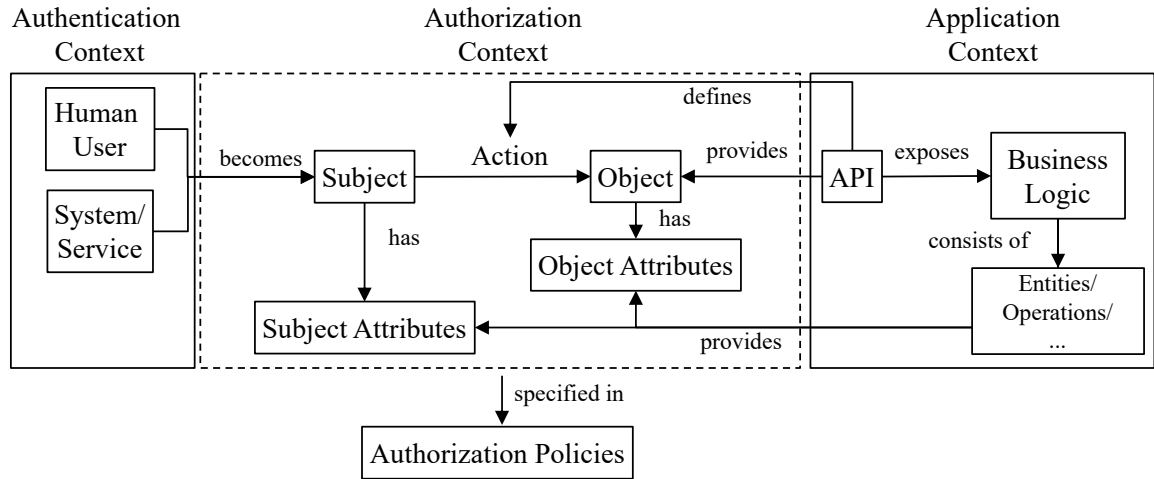 Authentication
Context
Authorization
Context
Application
Context
Human
User
System/
Service
becomes
Subject
Action
defines
Object
provides
API
exposes
Business
Logic
has
has
consists of
Object Attributes
Subject Attributes
provides
Entities/
Operations/
...
specified in
Authorization Policies